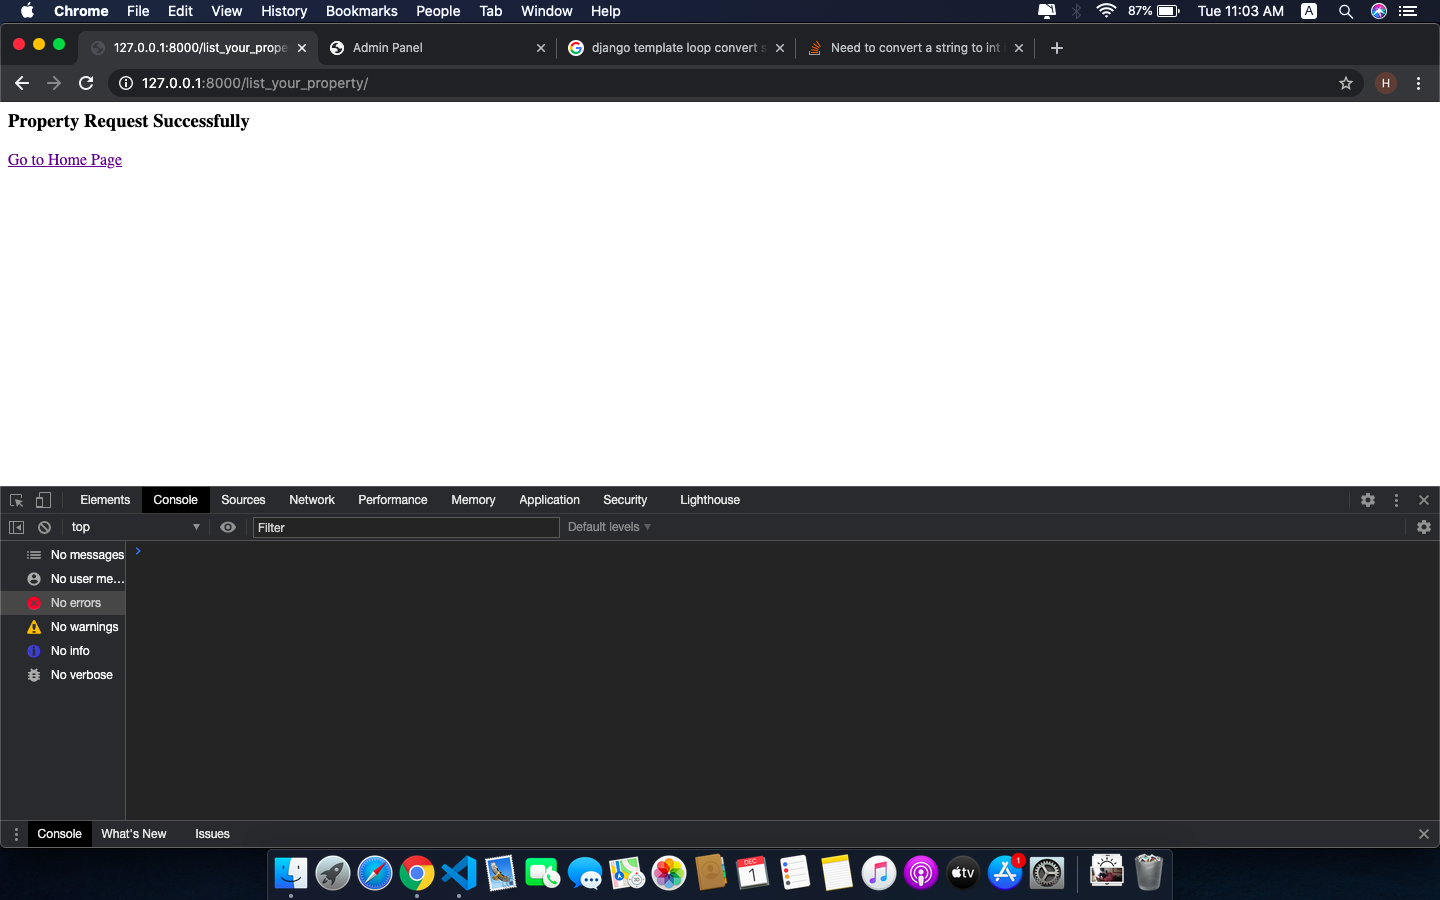 Chrome File Edit View History Bookmarks People Tab Window Help 87% Tue 11:03 AM A
127.0.0.1:8000/list_your_prope Admin Panel django template loop convert s Need to convert a string to int
127.0.0.1:8000/list_your_property/ H
Property Request Successfully
Go to Home Page
Elements Console Sources Network Performance Memory Application Security Lighthouse
top Filter Default levels
No messages
No user me...
No errors
No warnings
No info
No verbose
Console What's New Issues
DEC
1
tv
1